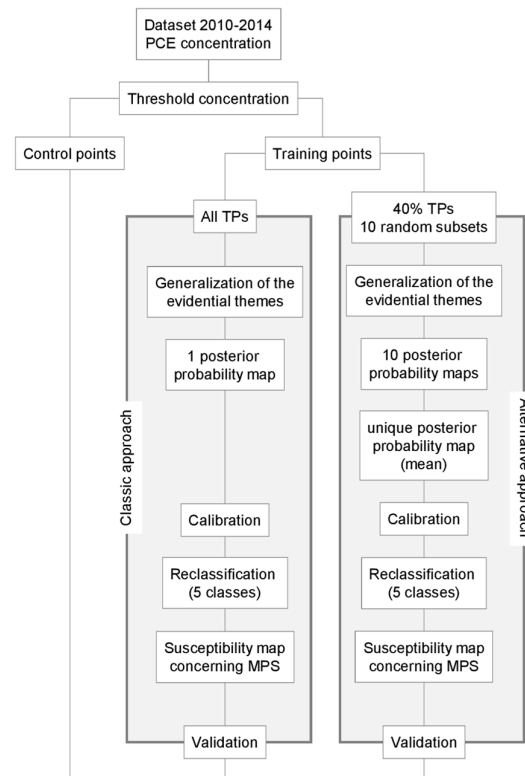 Dataset 2010-2014
PCE concentration
Threshold concentration
Control points
Training points
All TPs
40% TPs
10 random subsets
Generalization of the
evidential themes
Generalization of the
evidential themes
1 posterior
probability map
10 posterior
probability maps
unique posterior
probability map
(mean)
Classic approach
Alternative approach
Calibration
Calibration
Reclassification
(5 classes)
Reclassification
(5 classes)
Susceptibility map
concerning MPS
Susceptibility map
concerning MPS
Validation
Validation